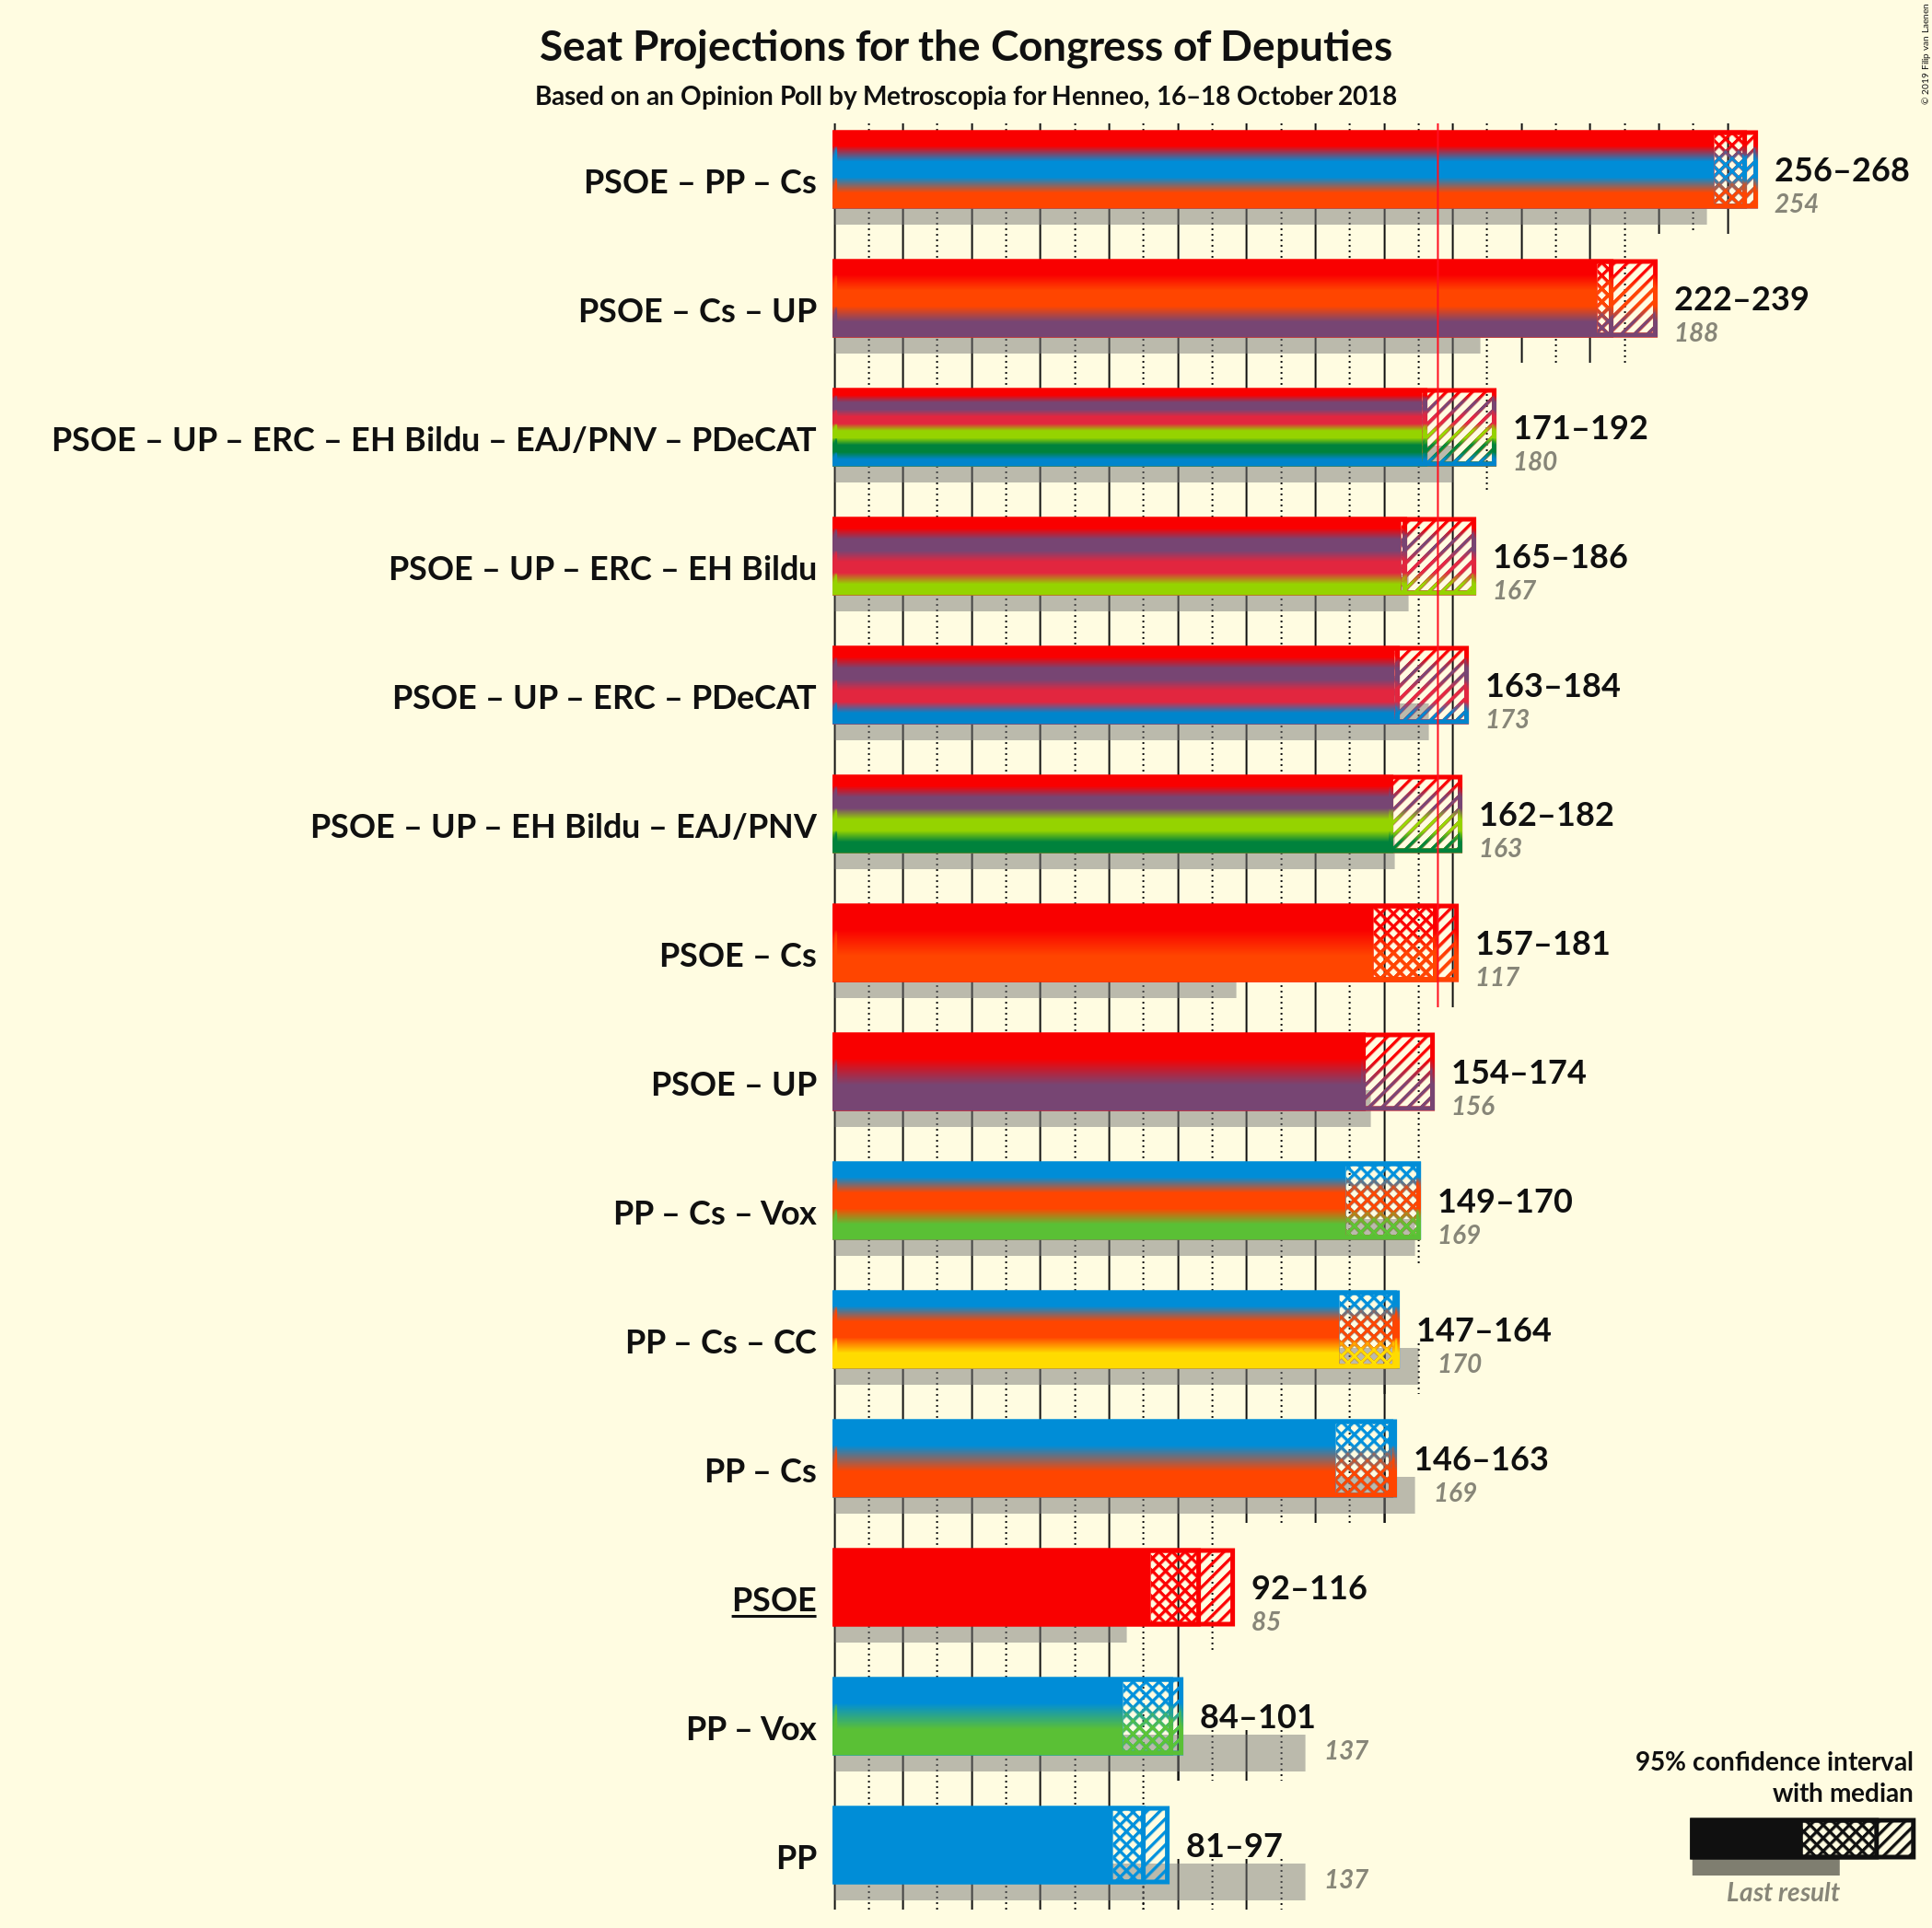 Seat Projections for the Congress of Deputies
Based on an Opinion Poll by Metroscopia for Henneo, 16–18 October 2018
© 2019 Filip van Laenen
PSOE – PP – Cs
256–268
254
PSOE – Cs – UP
222–239
188
PSOE – UP – ERC – EH Bildu – EAJ/PNV – PDeCAT
171–192
180
PSOE – UP – ERC – EH Bildu
165–186
167
PSOE – UP – ERC – PDeCAT
163–184
173
PSOE – UP – EH Bildu – EAJ/PNV
162–182
163
PSOE – Cs
157–181
117
PSOE – UP
154–174
156
PP – Cs – Vox
149–170
169
PP – Cs – CC
147–164
170
PP – Cs
146–163
169
PSOE
92–116
85
PP – Vox
84–101
137
PP
81–97
137
95% confidence interval
with median
Last result